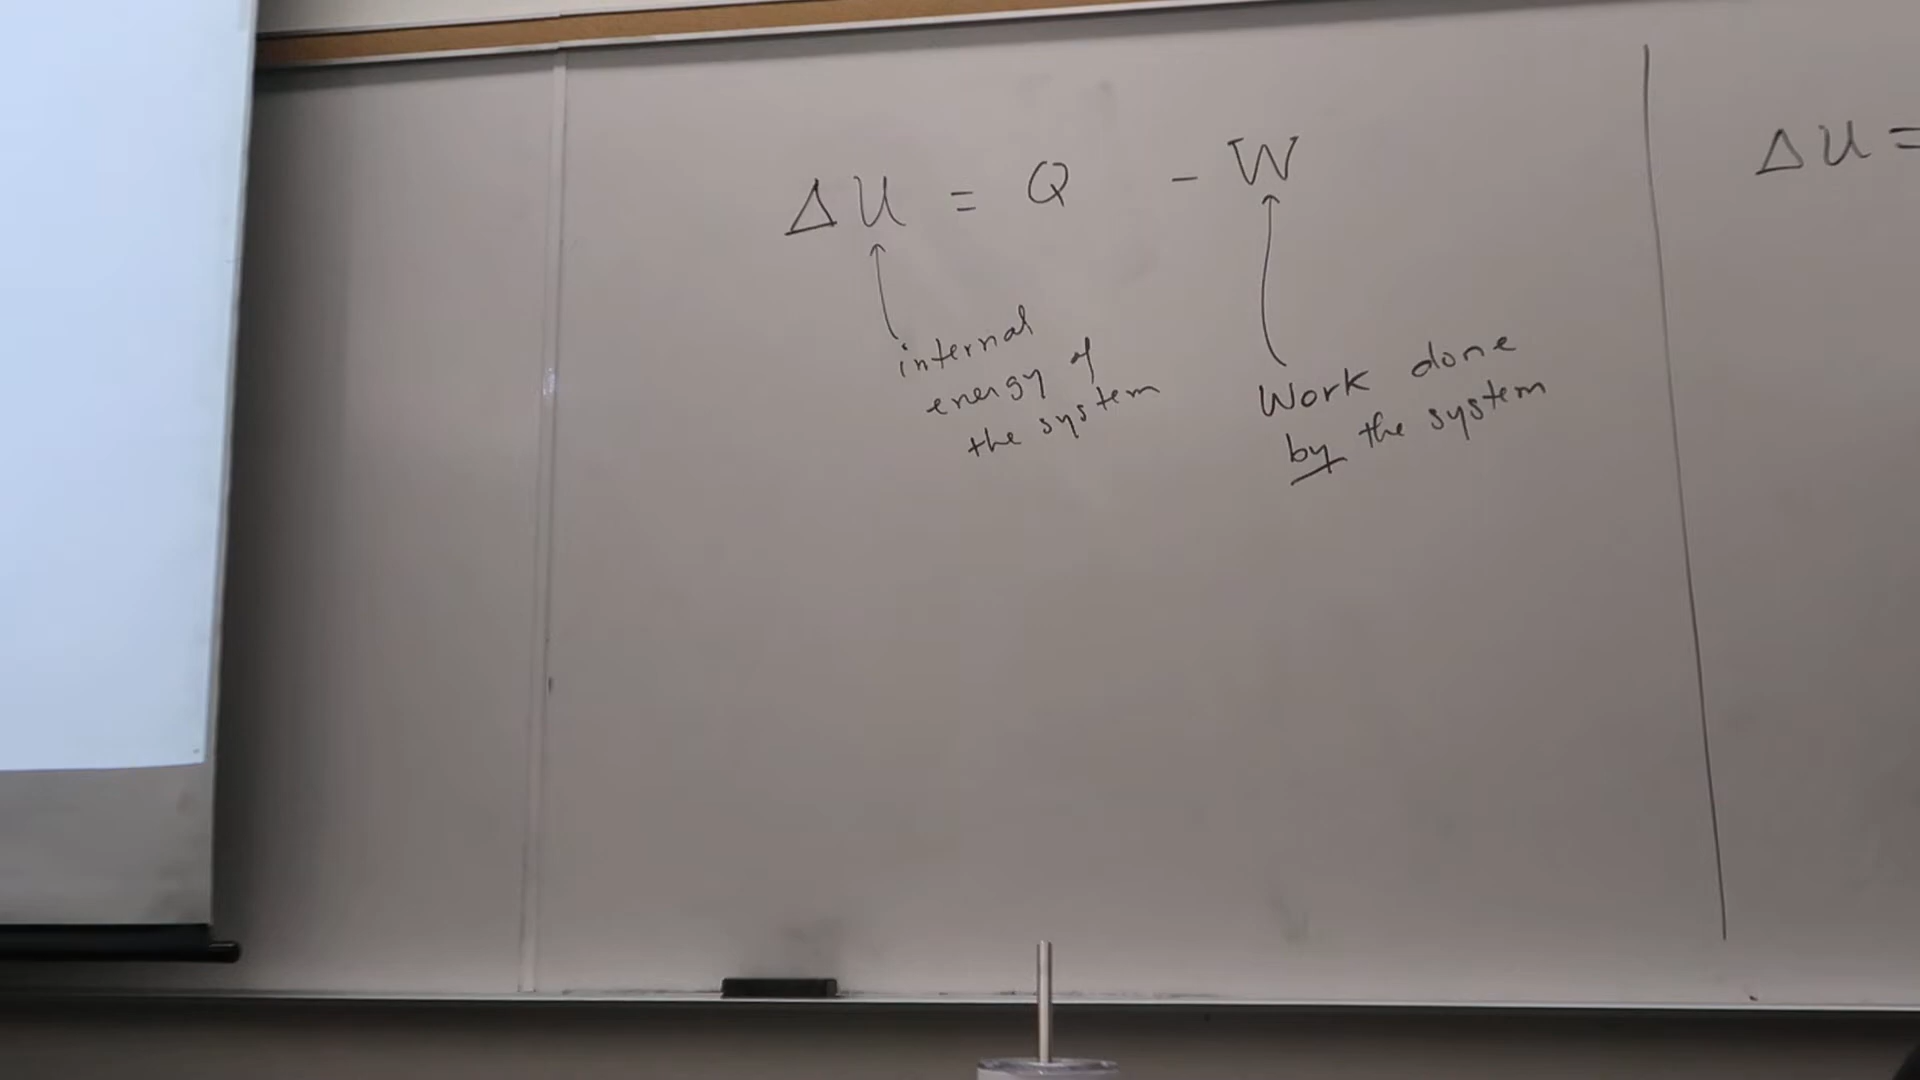 ΔU = Q - W
internal
energy of
the system
Work done
by the system
ΔU =